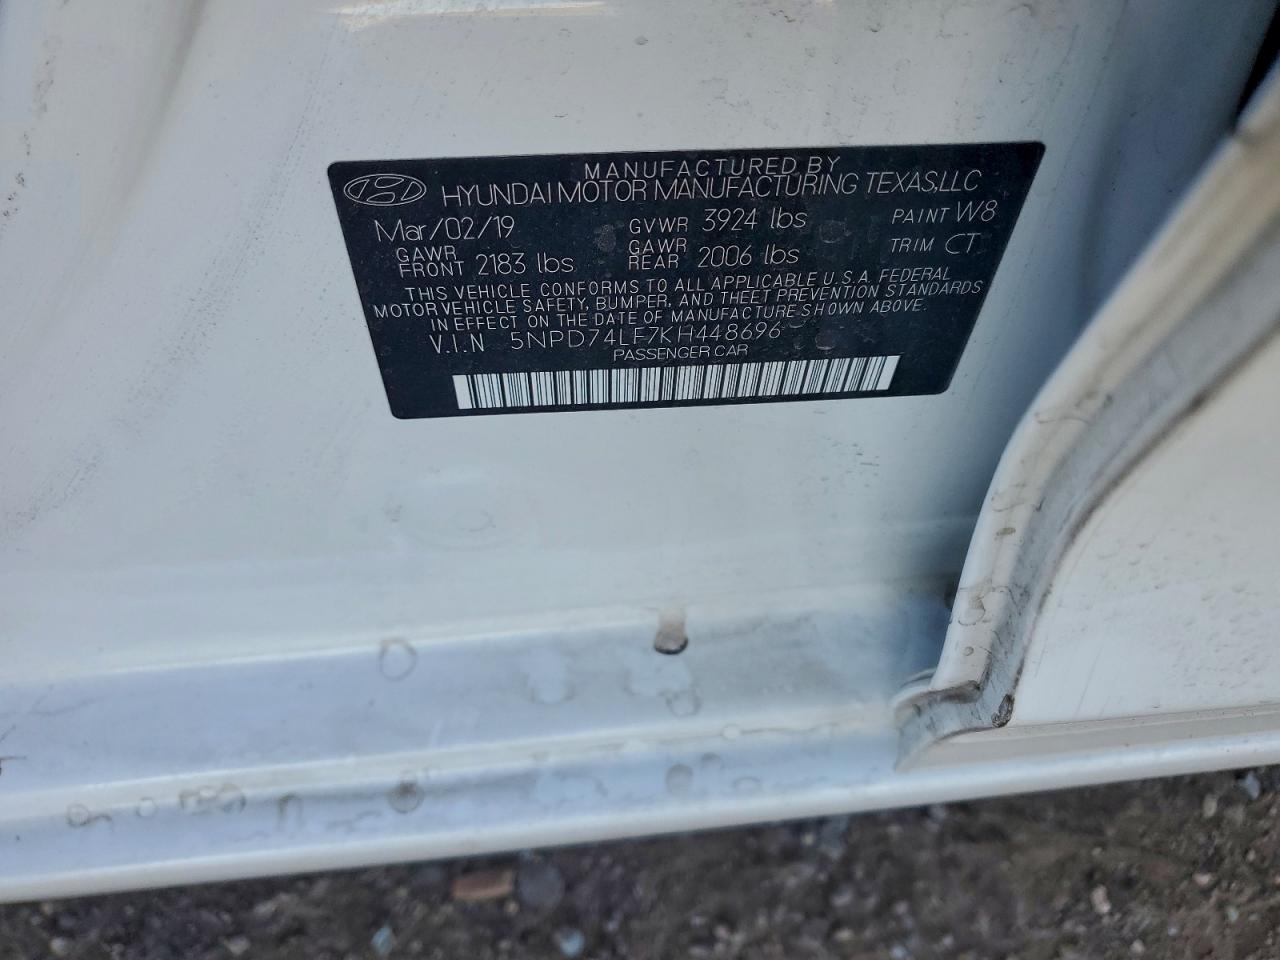 MANUFACTURED BY
HYUNDAI MOTOR MANUFACTURING TEXAS,LLC
Mar/02/19 GVWR 3924 lbs PAINT W8
GAWR FRONT 2183 lbs GAWR REAR 2006 lbs TRIM CT
THIS VEHICLE CONFORMS TO ALL APPLICABLE U.S.A. FEDERAL
MOTOR VEHICLE SAFETY, BUMPER, AND THEFT PREVENTION STANDARDS
IN EFFECT ON THE DATE OF MANUFACTURE SHOWN ABOVE.
V.I.N 5NPD74LF7KH448696
PASSENGER CAR